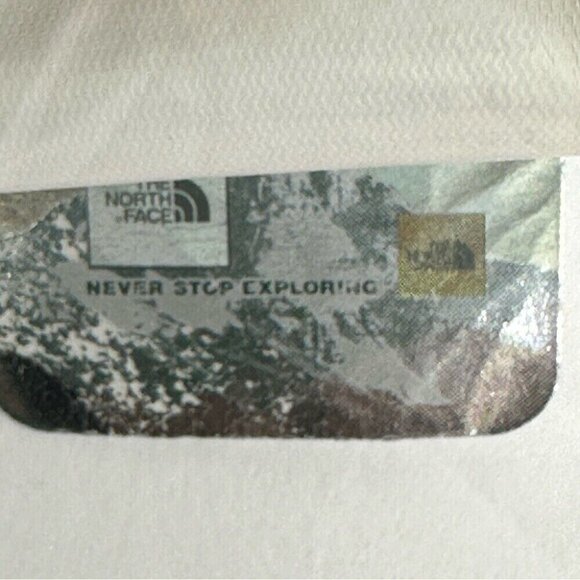 THE
NORTH
FACE
NEVER STOP EXPLORING